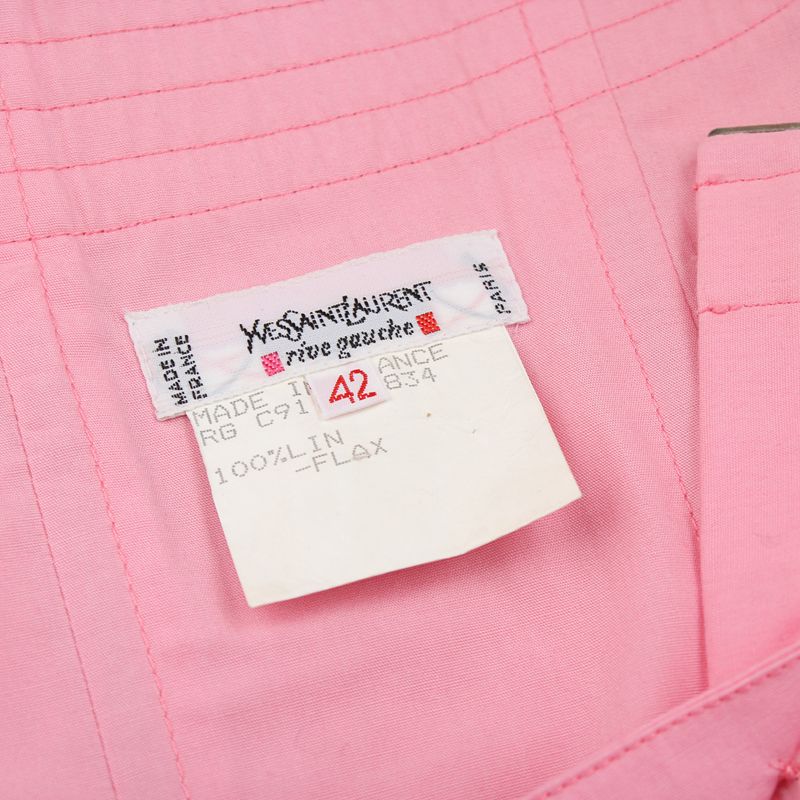 MADE IN
FRANCE
YVES SAINT LAURENT
rive gauche
PARIS
42
MADE IN ANCE
RG C91 834
100%LIN
-FLAX